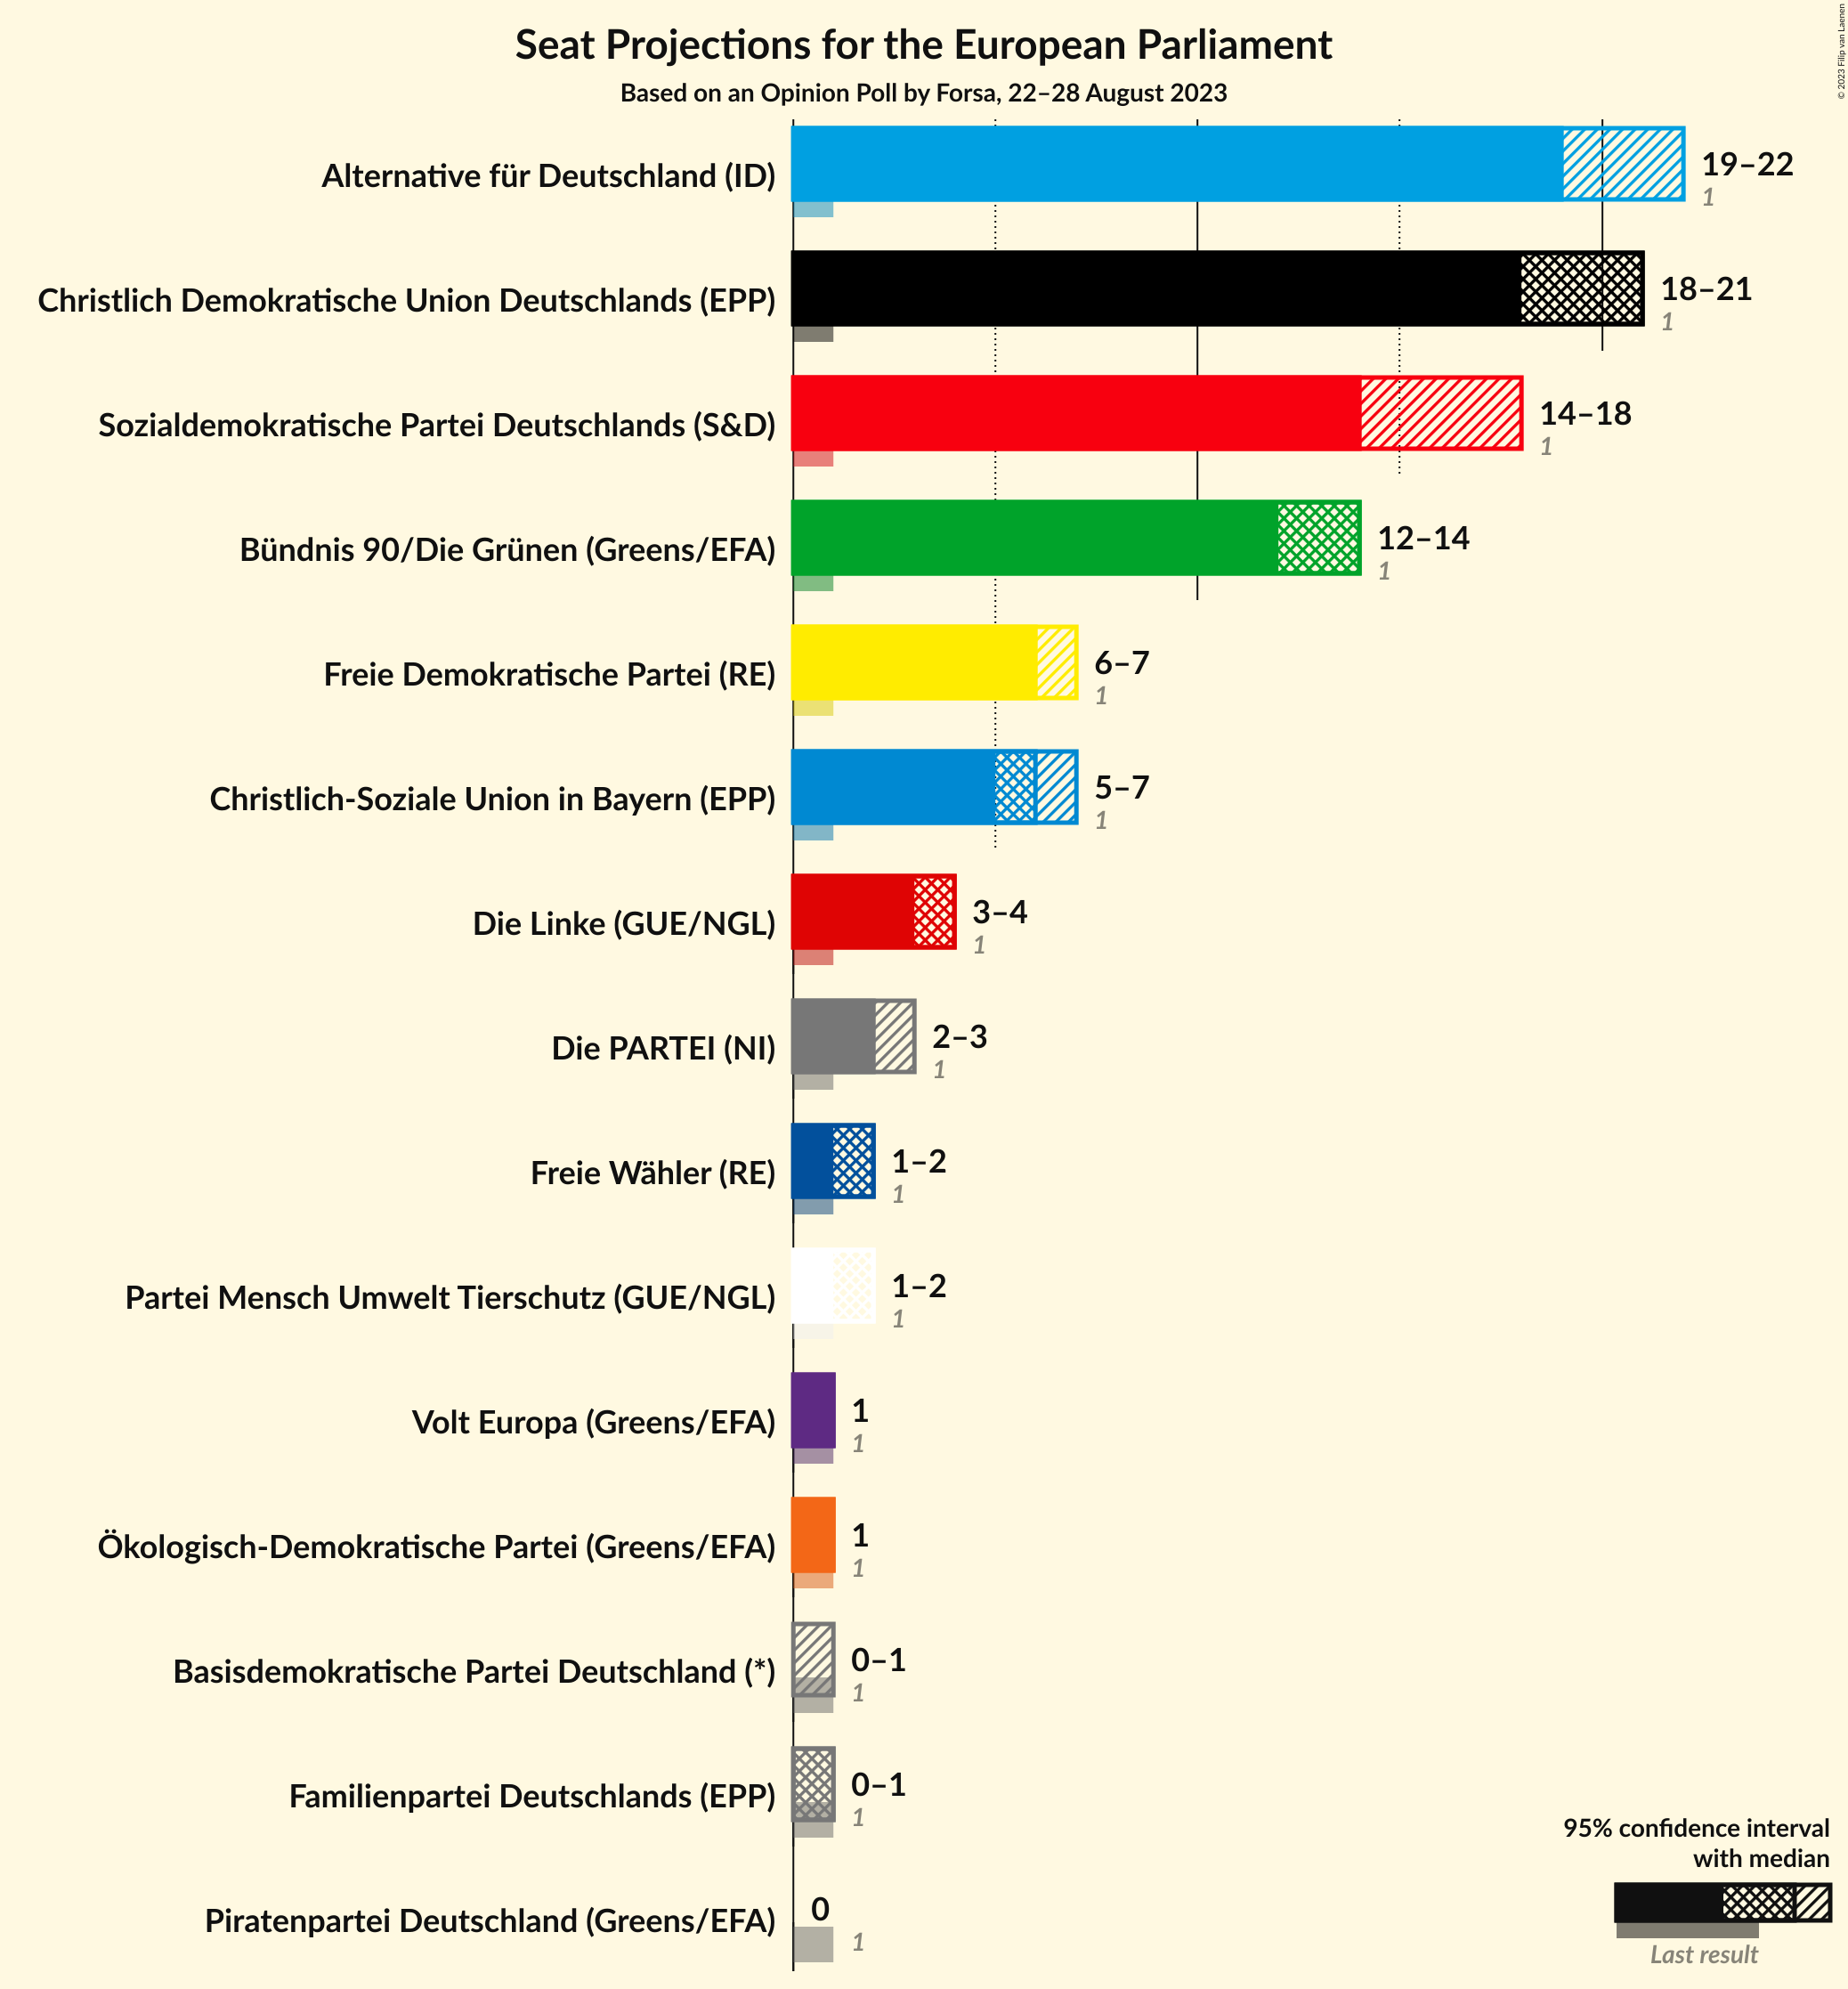 Seat Projections for the European Parliament
Based on an Opinion Poll by Forsa, 22–28 August 2023
© 2023 Filip van Laenen
Alternative für Deutschland (ID)
19–22
1
Christlich Demokratische Union Deutschlands (EPP)
18–21
1
Sozialdemokratische Partei Deutschlands (S&D)
14–18
1
Bündnis 90/Die Grünen (Greens/EFA)
12–14
1
Freie Demokratische Partei (RE)
6–7
1
Christlich-Soziale Union in Bayern (EPP)
5–7
1
Die Linke (GUE/NGL)
3–4
1
Die PARTEI (NI)
2–3
1
Freie Wähler (RE)
1–2
1
Partei Mensch Umwelt Tierschutz (GUE/NGL)
1–2
1
Volt Europa (Greens/EFA)
1
1
Ökologisch-Demokratische Partei (Greens/EFA)
1
1
Basisdemokratische Partei Deutschland (*)
0–1
1
Familienpartei Deutschlands (EPP)
0–1
1
Piratenpartei Deutschland (Greens/EFA)
0
1
95% confidence interval
with median
Last result